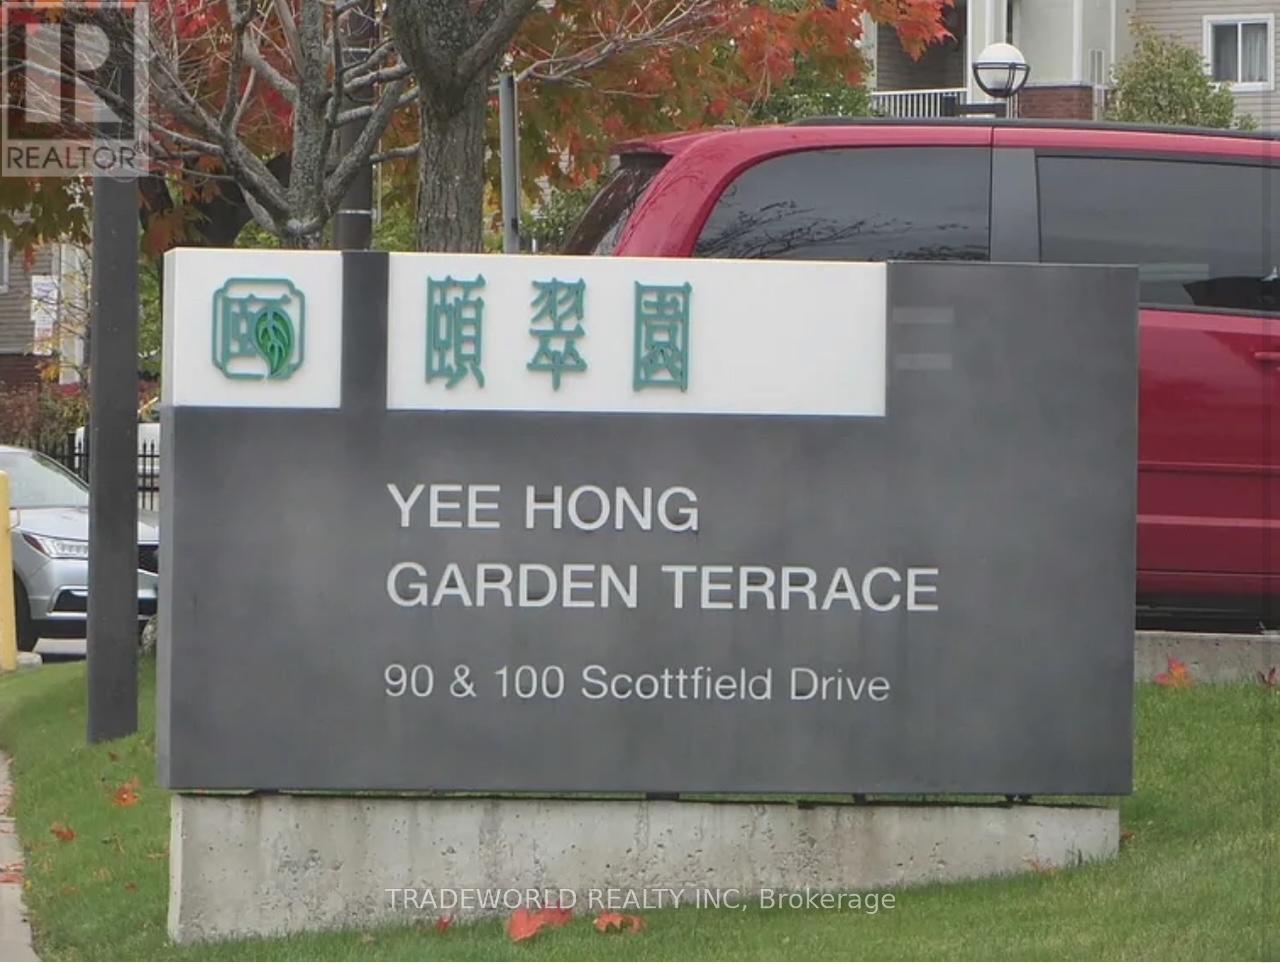 REALTOR
頤翠園
YEE HONG
GARDEN TERRACE
90 & 100 Scottfield Drive
TRADEWORLD REALTY INC, Brokerage